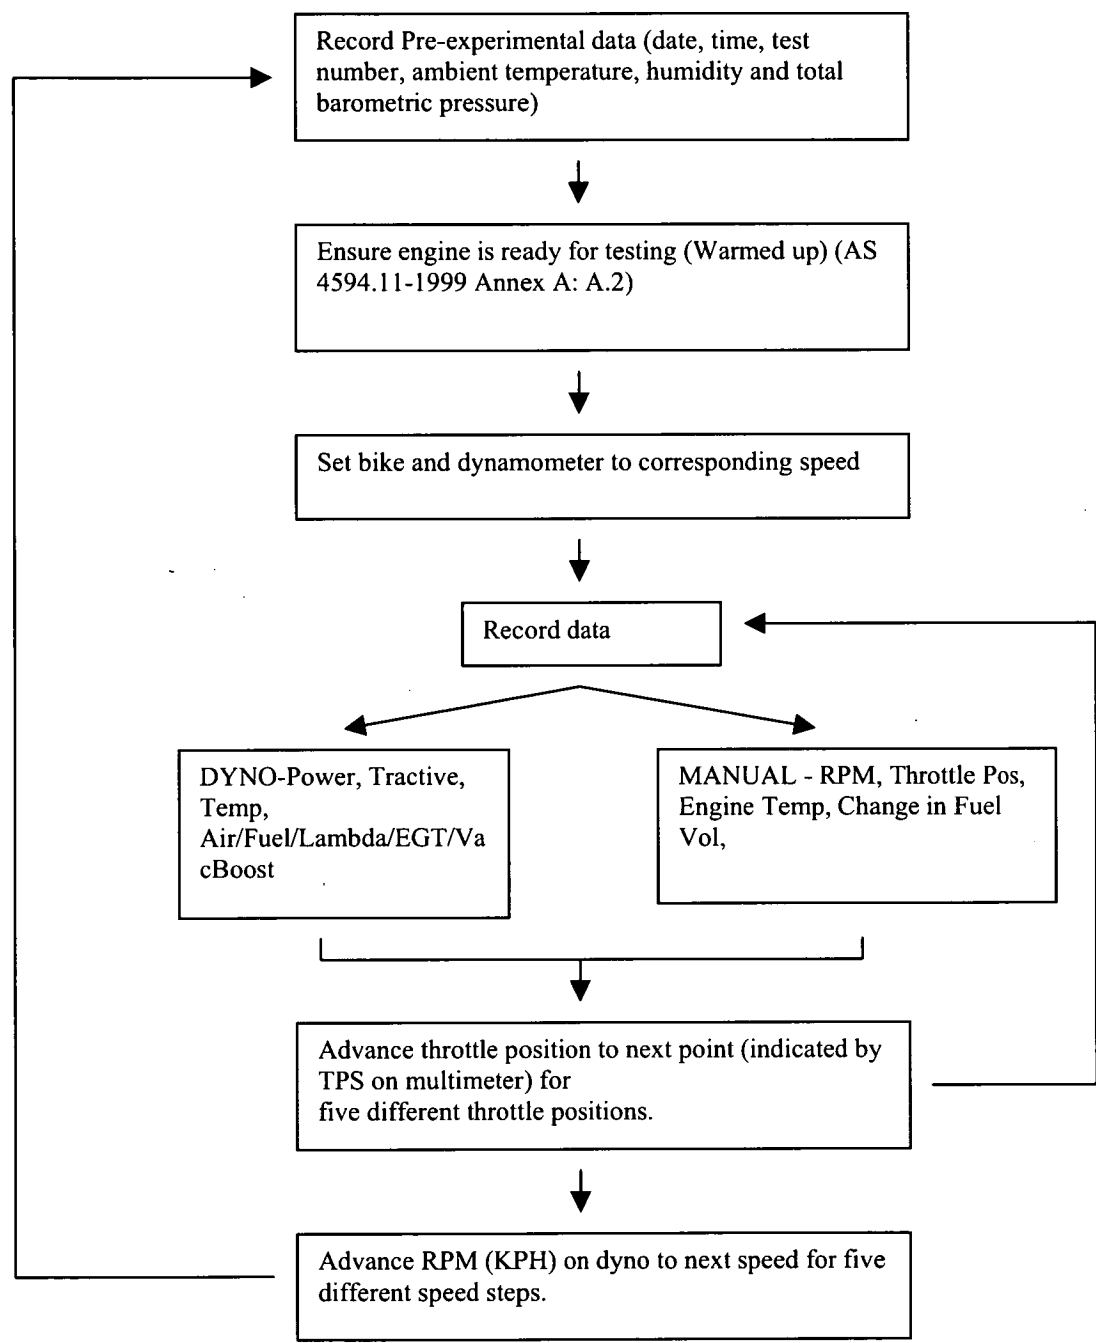 Record Pre-experimental data (date, time, test
number, ambient temperature, humidity and total
barometric pressure)
Ensure engine is ready for testing (Warmed up) (AS
4594.11-1999 Annex A: A.2)
Set bike and dynamometer to corresponding speed
Record data
DYNO-Power, Tractive,
Temp,
Air/Fuel/Lambda/EGT/Va
cBoost
MANUAL - RPM, Throttle Pos,
Engine Temp, Change in Fuel
Vol,
Advance throttle position to next point (indicated by
TPS on multimeter) for
five different throttle positions.
Advance RPM (KPH) on dyno to next speed for five
different speed steps.